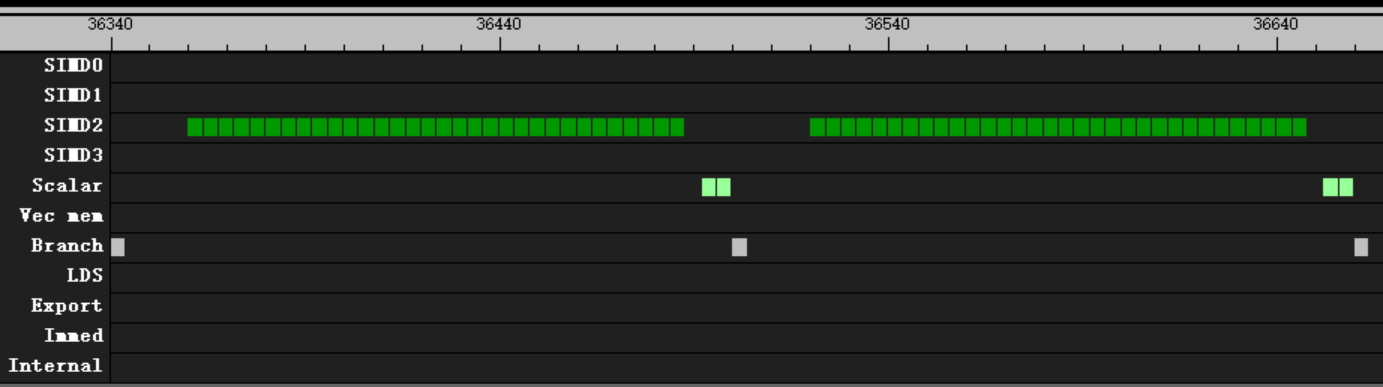 36340 36440 36540 36640
SIMD0
SIMD1
SIMD2
SIMD3
Scalar
Vec mem
Branch
LDS
Export
Immed
Internal